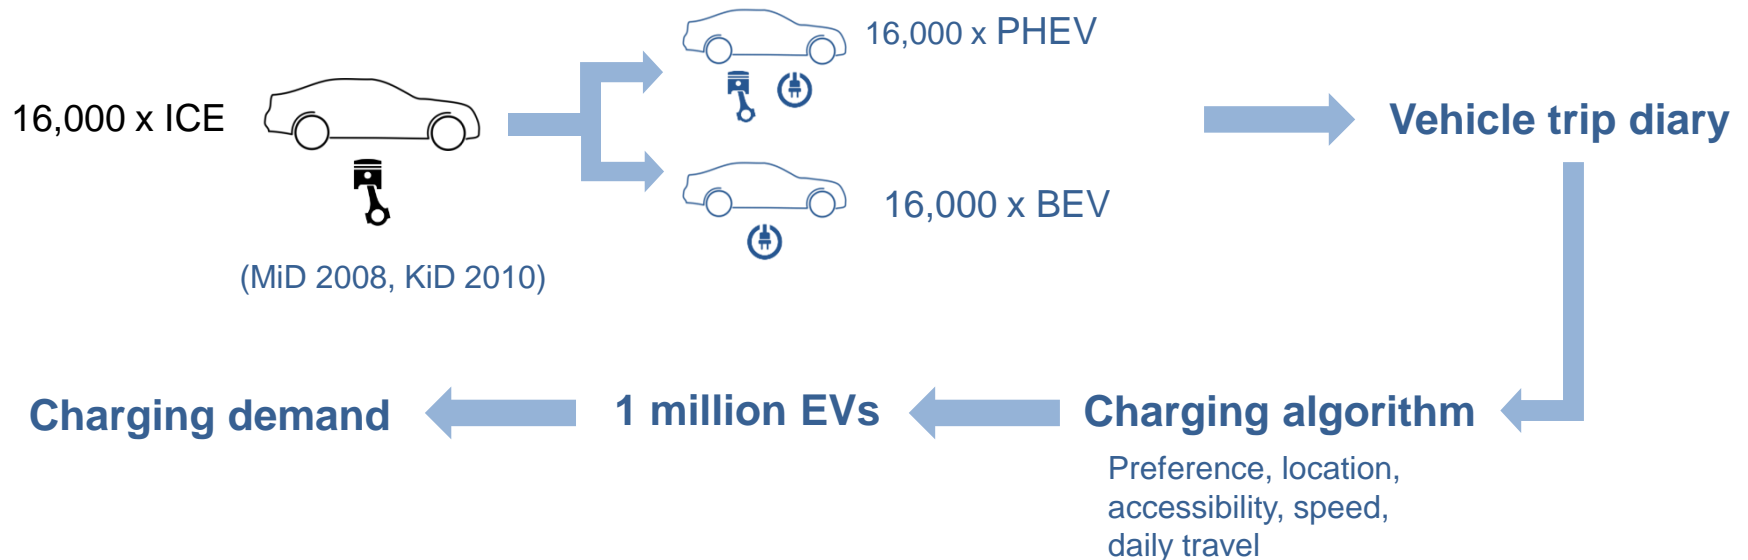 16,000 x ICE
(MiD 2008, KiD 2010)
16,000 x PHEV
16,000 x BEV
Vehicle trip diary
Charging algorithm
Preference, location,
accessibility, speed,
daily travel
1 million EVs
Charging demand